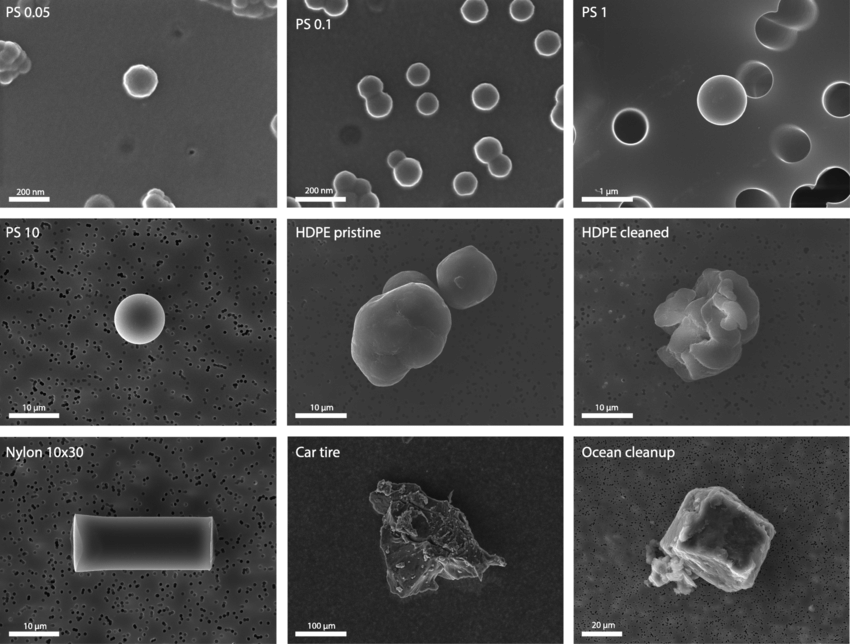 PS 0.05
200 nm
PS 0.1
200 nm
PS 1
1 µm
PS 10
10 µm
HDPE pristine
10 µm
HDPE cleaned
10 µm
Nylon 10x30
10 µm
Car tire
100 µm
Ocean cleanup
20 µm